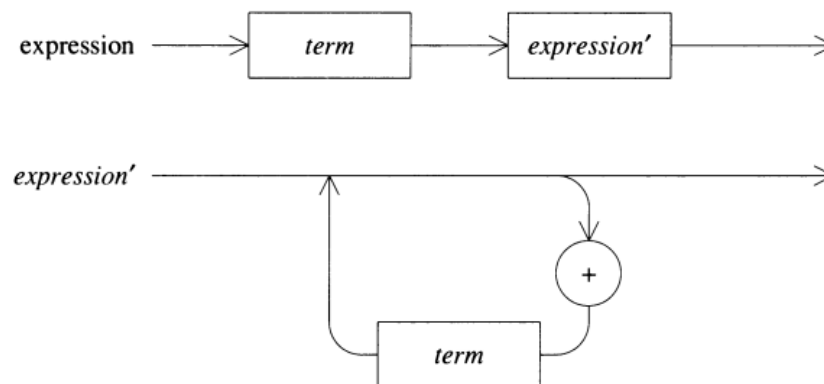 expression term expression′
expression′
+
term